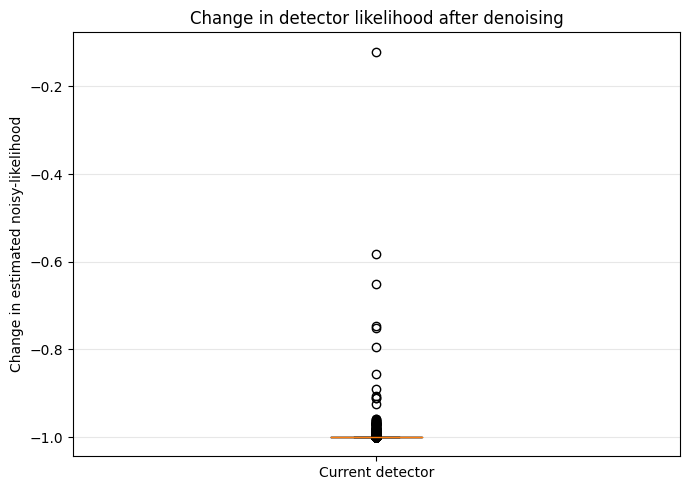 Change in detector likelihood after denoising
Change in estimated noisy-likelihood
−0.2
−0.4
−0.6
−0.8
−1.0
Current detector